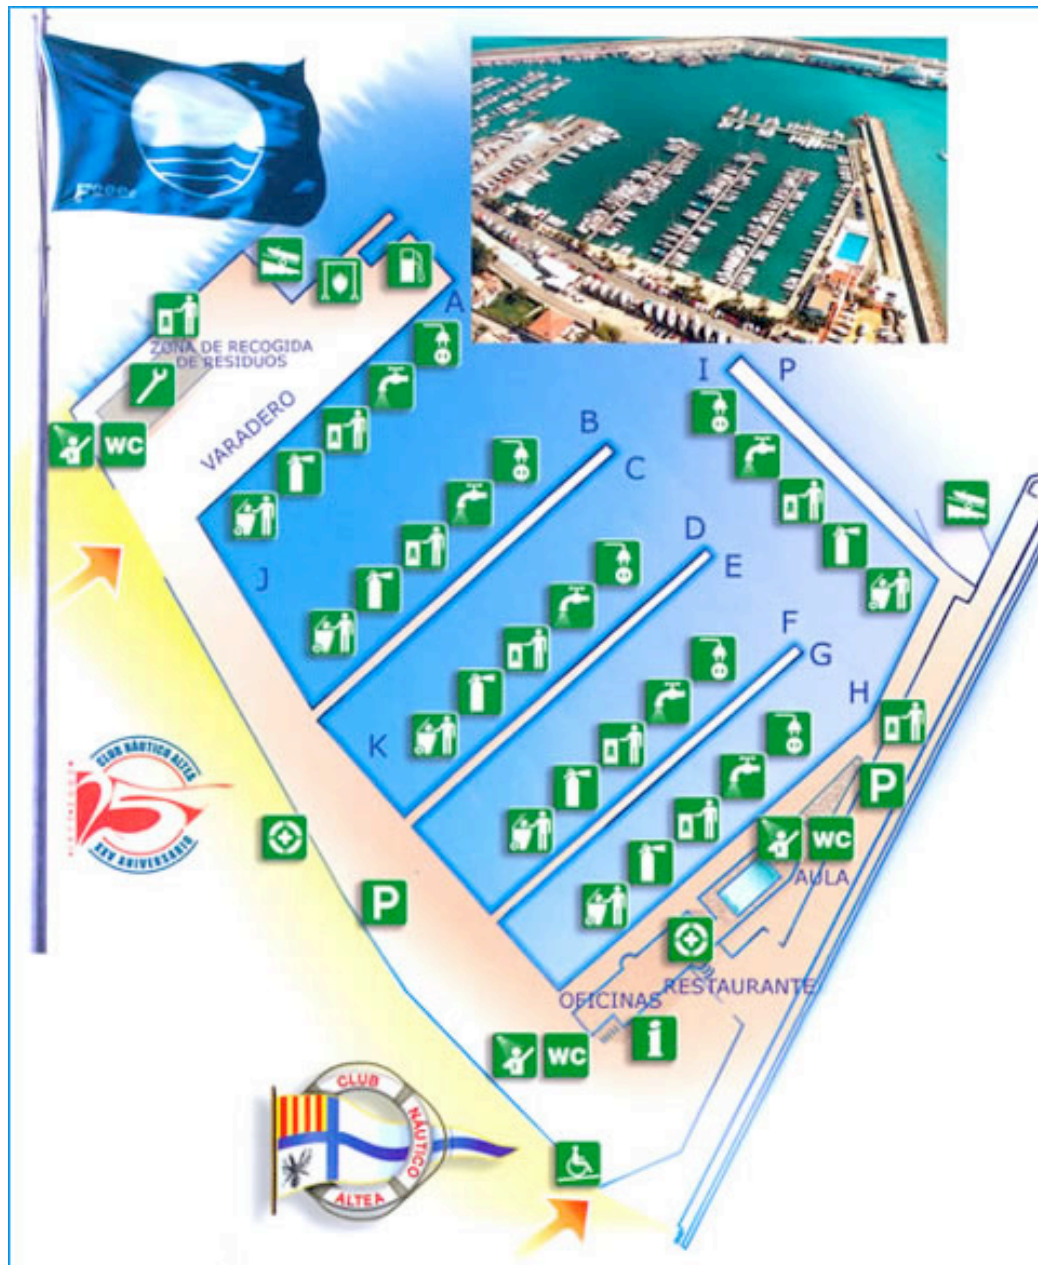 A
ZONA DE RECOGIDA
DE RESIDUOS
VARADERO
WC
I
P
B
C
D
E
F
G
H
J
K
CLUB NÁUTICO ALTEA
25
XXV ANIVERSARIO
P
P
WC
AULA
RESTAURANTE
OFICINAS
WC
i
CLUB
NÁUTICO
ALTEA